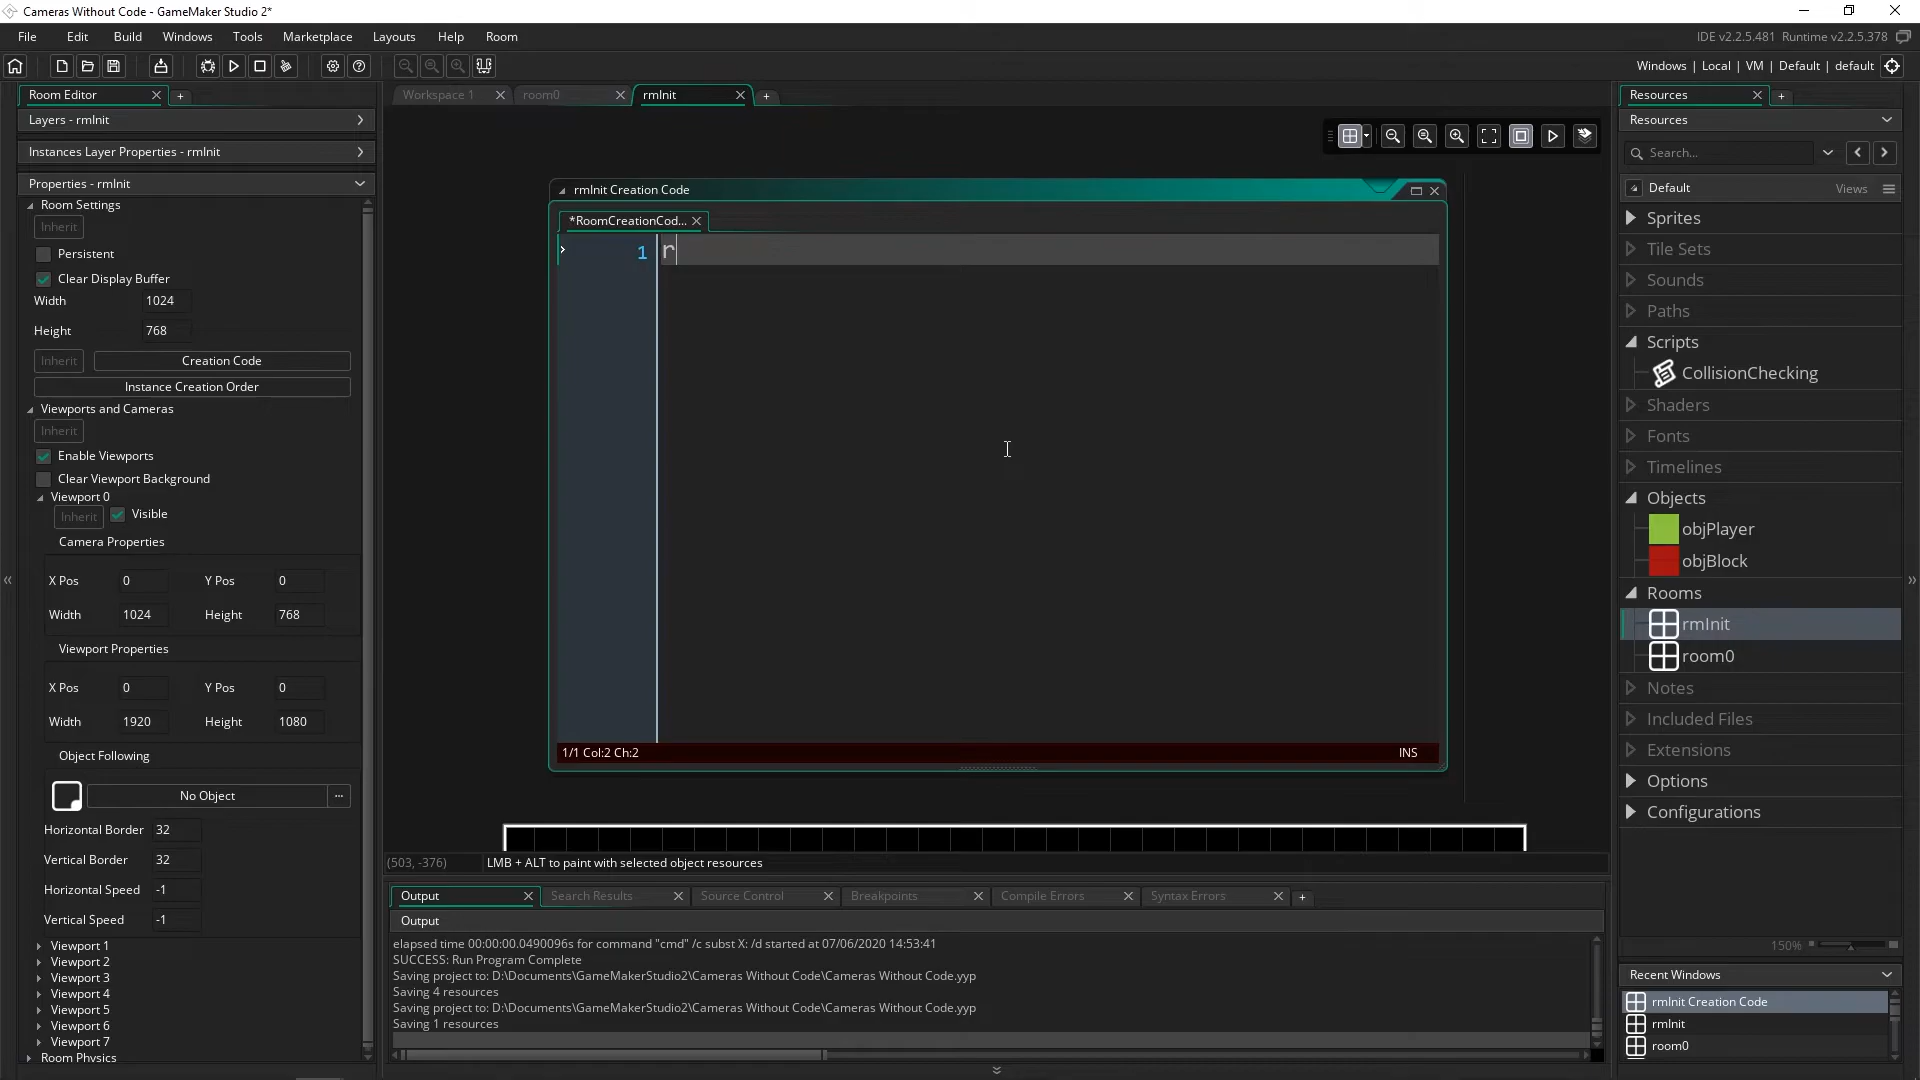 Cameras Without Code - GameMaker Studio 2*
File Edit Build Windows Tools Marketplace Layouts Help Room
IDE v2.2.5.481 Runtime v2.2.5.378
Windows | Local | VM | Default | default
Room Editor
Layers - rmInit
Instances Layer Properties - rmInit
Properties - rmInit
Room Settings
Inherit
Persistent
Clear Display Buffer
Width 1024
Height 768
Inherit Creation Code
Instance Creation Order
Viewports and Cameras
Inherit
Enable Viewports
Clear Viewport Background
Viewport 0
Inherit Visible
Camera Properties
X Pos 0 Y Pos 0
Width 1024 Height 768
Viewport Properties
X Pos 0 Y Pos 0
Width 1920 Height 1080
Object Following
No Object ...
Horizontal Border 32
Vertical Border 32
Horizontal Speed -1
Vertical Speed -1
Viewport 1
Viewport 2
Viewport 3
Viewport 4
Viewport 5
Viewport 6
Viewport 7
Room Physics
Workspace 1 room0 rmInit
rmInit Creation Code
*RoomCreationCod...
1 r
1/1 Col:2 Ch:2 INS
(503, -376) LMB + ALT to paint with selected object resources
Output Search Results Source Control Breakpoints Compile Errors Syntax Errors
Output
elapsed time 00:00:00.0490096s for command "cmd" /c subst X: /d started at 07/06/2020 14:53:41
SUCCESS: Run Program Complete
Saving project to: D:\Documents\GameMakerStudio2\Cameras Without Code\Cameras Without Code.yyp
Saving 4 resources
Saving project to: D:\Documents\GameMakerStudio2\Cameras Without Code\Cameras Without Code.yyp
Saving 1 resources
Resources
Resources
Search...
Default Views
Sprites
Tile Sets
Sounds
Paths
Scripts
CollisionChecking
Shaders
Fonts
Timelines
Objects
objPlayer
objBlock
Rooms
rmInit
room0
Notes
Included Files
Extensions
Options
Configurations
150%
Recent Windows
rmInit Creation Code
rmInit
room0